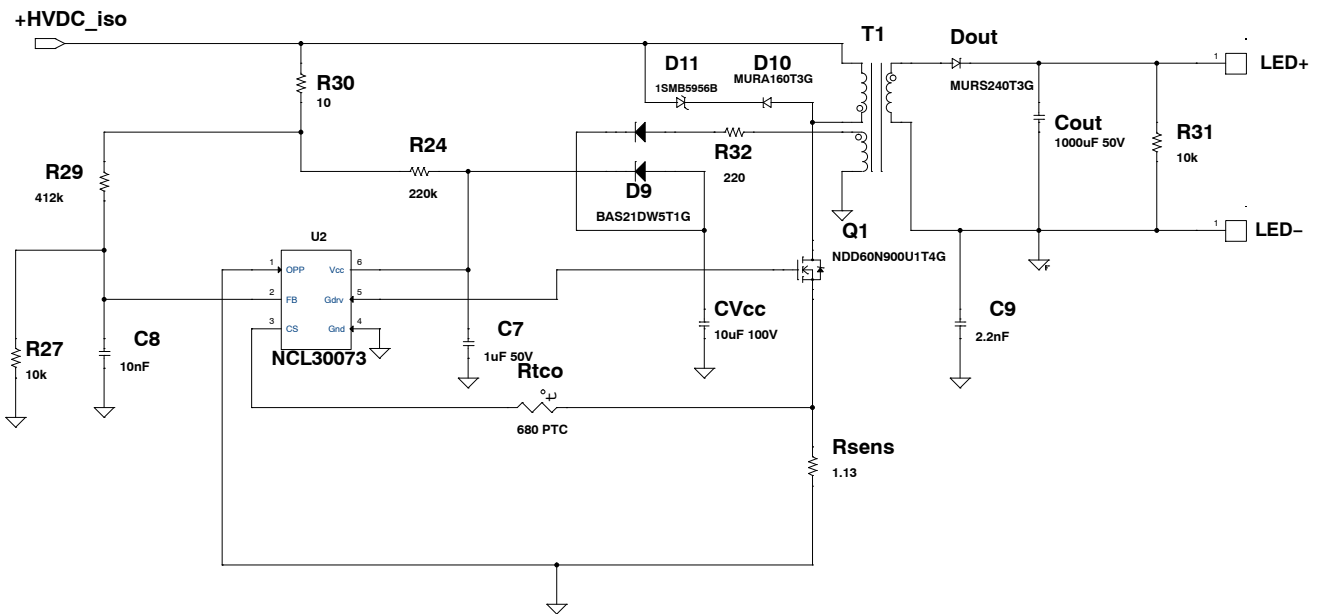 +HVDC_iso
T1
Dout
MURS240T3G
D11
1SMB5956B
D10
MURA160T3G
1
LED+
R30
10
Cout
1000uF 50V
R31
10k
R24
220k
R32
220
R29
412k
D9
BAS21DW5T1G
1
LED−
Q1
NDD60N900U1T4G
U2
1
OPP
Vcc
6
2
FB
Gdrv
5
3
CS
Gnd
4
NCL30073
C8
10nF
R27
10k
C7
1uF 50V
CVcc
10uF 100V
C9
2.2nF
Rtco
t
680 PTC
Rsens
1.13